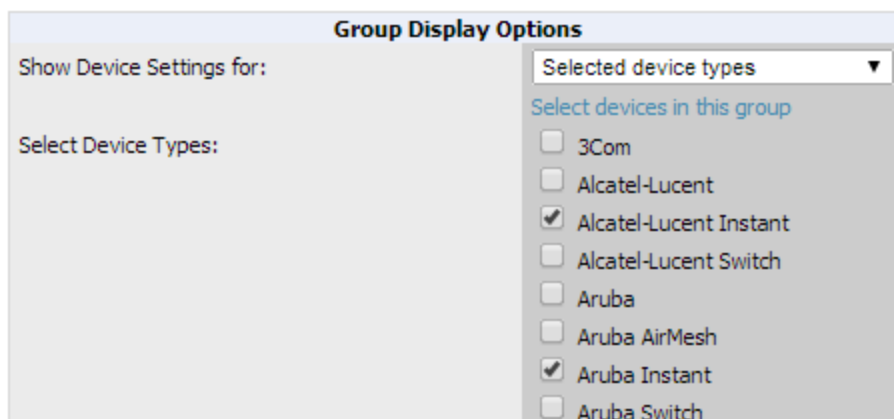 Group Display Options
Show Device Settings for: Selected device types
Select devices in this group
Select Device Types: 3Com
Alcatel-Lucent
Alcatel-Lucent Instant
Alcatel-Lucent Switch
Aruba
Aruba AirMesh
Aruba Instant
Aruba Switch